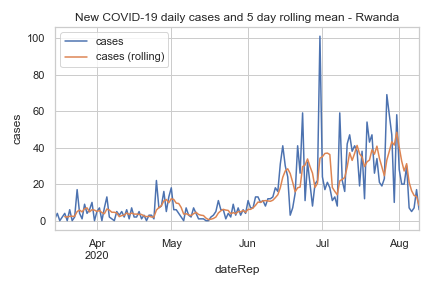 New COVID-19 daily cases and 5 day rolling mean - Rwanda
cases
cases (rolling)
100
80
60
40
20
0
cases
Apr
2020
May
Jun
Jul
Aug
dateRep